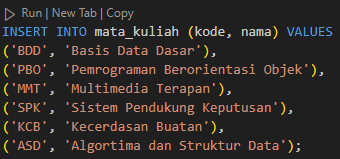 Run | New Tab | Copy
INSERT INTO mata_kuliah (kode, nama) VALUES
('BDD', 'Basis Data Dasar'),
('PBO', 'Pemrograman Berorientasi Objek'),
('MMT', 'Multimedia Terapan'),
('SPK', 'Sistem Pendukung Keputusan'),
('KCB', 'Kecerdasan Buatan'),
('ASD', 'Algortima dan Struktur Data');